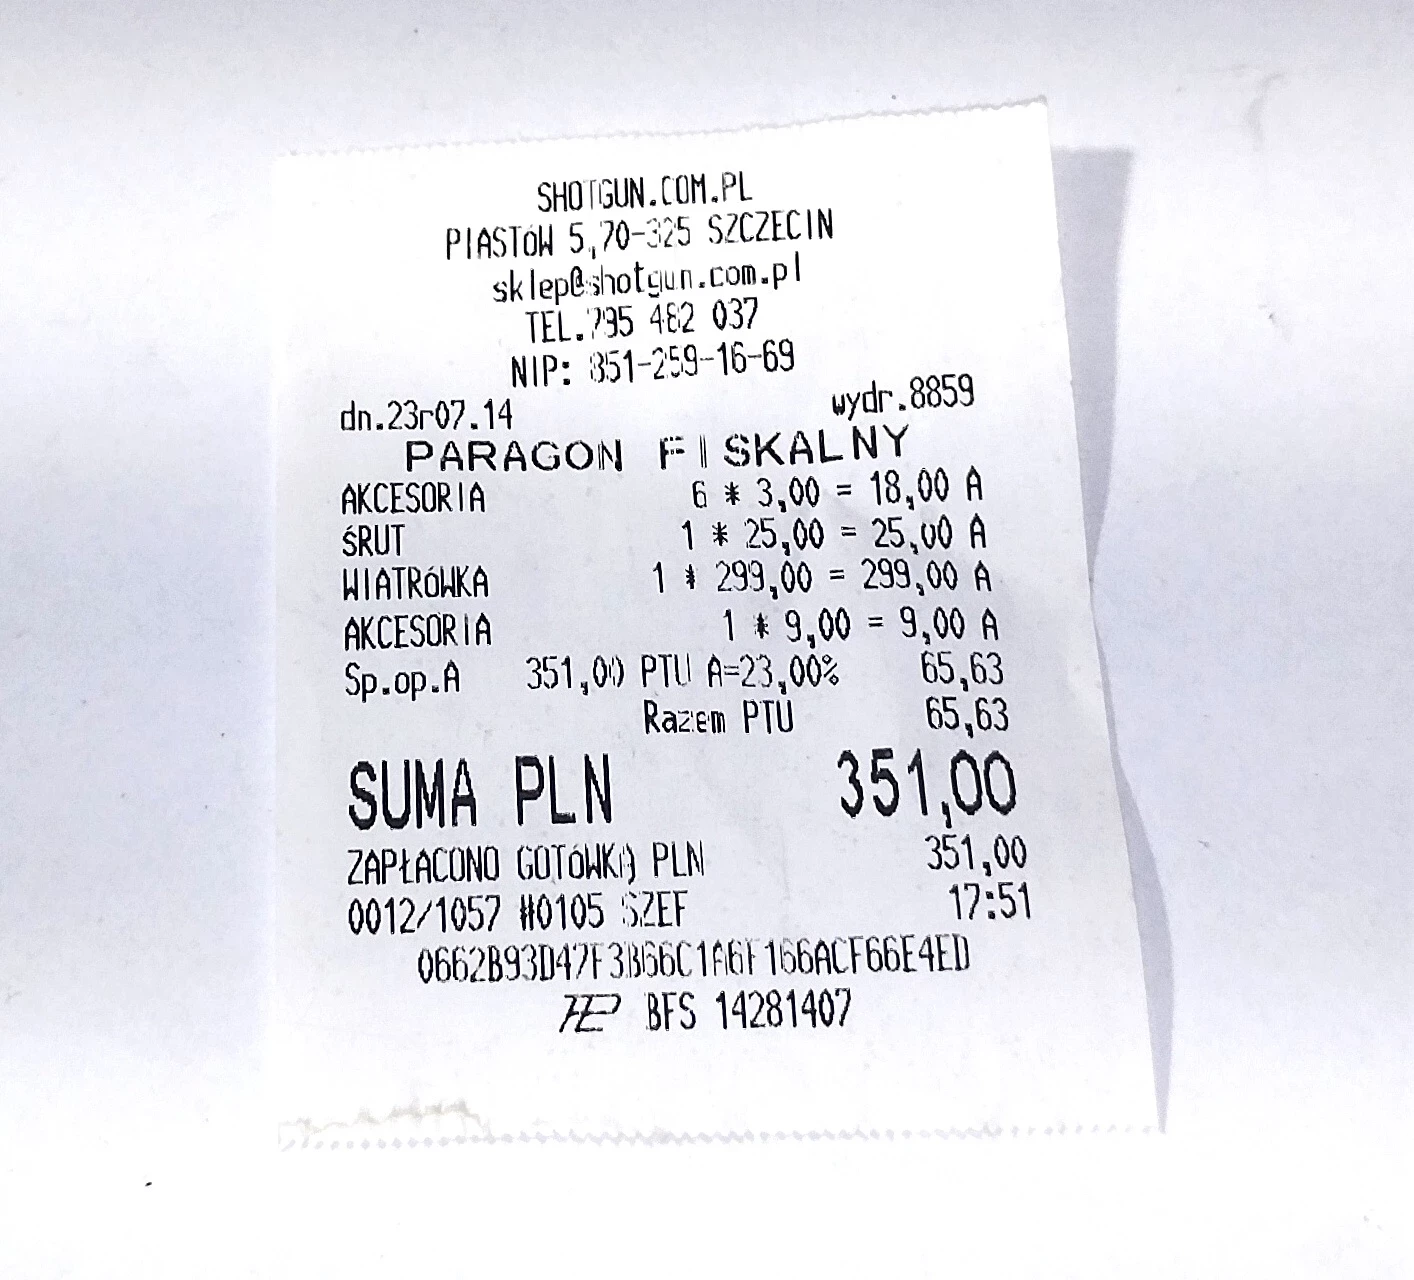 SHOTGUN.COM.PL
PIASTÓW 5,70-325 SZCZECIN
sklep@shotgun.com.pl
TEL.795 482 037
NIP: 851-259-16-69
dn.23r07.14 wydr.8859
PARAGON FISKALNY
AKCESORIA 6 * 3,00 = 18,00 A
ŚRUT 1 * 25,00 = 25,00 A
WIATRÓWKA 1 * 299,00 = 299,00 A
AKCESORIA 1 * 9,00 = 9,00 A
Sp.op.A 351,00 PTU A=23,00% 65,63
Razem PTU 65,63
SUMA PLN 351,00
ZAPŁACONO GOTÓWKĄ PLN 351,00
0012/1057 #0105 SZEF 17:51
0662B93D47F3B66C1A6F166ACF66E4ED
BFS 14281407